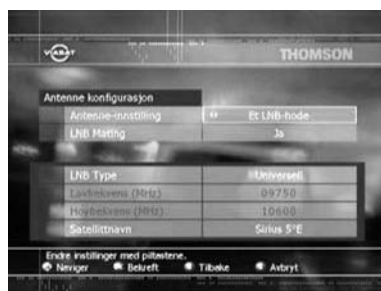 VIASAT
THOMSON
Antenne konfigurasjon
Antenne-innstilling Et LNB-hode
LNB Mating Ja
LNB Type Universell
Lavfrekvens (MHz) 09750
Høyfrekvens (MHz) 10600
Satellittnavn Sirius 5°E
Endre instillinger med piltastene.
Naviger Bekreft Tilbake Avbryt